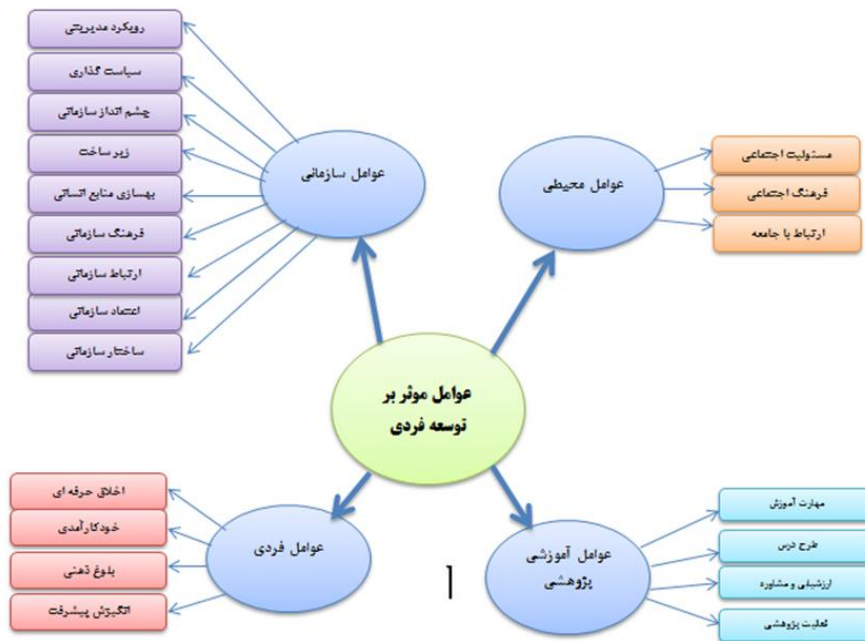 عوامل موثر بر
توسعه فردی
عوامل محیطی
مسئولیت اجتماعی
فرهنگ اجتماعی
ارتباط با جامعه
عوامل سازمانی
رویکرد مدیریتی
سیاست گذاری
چشم انداز سازمانی
زیر ساخت
بهسازی منابع انسانی
فرهنگ سازمانی
ارتباط سازمانی
اعتماد سازمانی
ساختار سازمانی
عوامل آموزشی
پژوهشی
مهارت آموزش
طرح درس
ارزشیابی و مشاوره
فعالیت پژوهشی
عوامل فردی
اخلاق حرفه ای
خودکارآمدی
بلوغ ذهنی
انگیزش پیشرفت